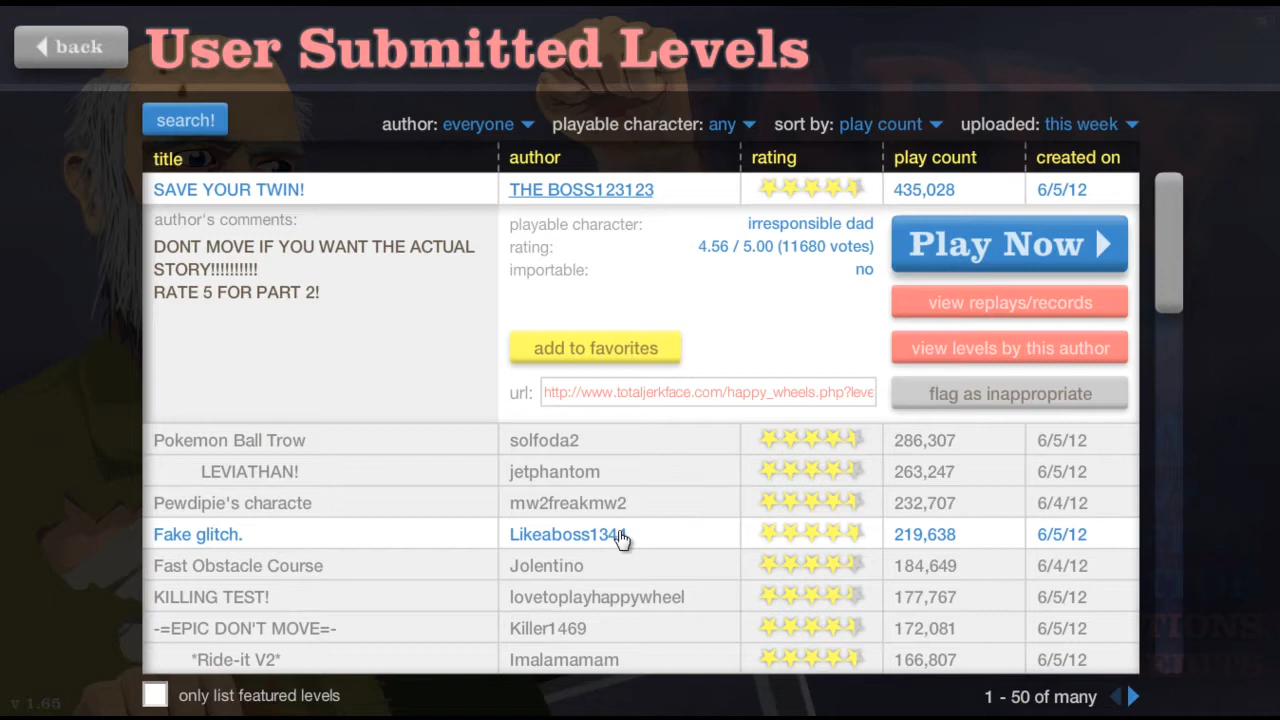 back
User Submitted Levels
search!
author: everyone
playable character: any
sort by: play count
uploaded: this week
title author rating play count created on
SAVE YOUR TWIN! THE BOSS123123 435,028 6/5/12
author's comments:
DONT MOVE IF YOU WANT THE ACTUAL
STORY!!!!!!!!!!
RATE 5 FOR PART 2!
playable character: irresponsible dad
rating: 4.56 / 5.00 (11680 votes)
importable: no
add to favorites
url: http://www.totaljerkface.com/happy_wheels.php?leve
Play Now
view replays/records
view levels by this author
flag as inappropriate
Pokemon Ball Trow solfoda2 286,307 6/5/12
LEVIATHAN! jetphantom 263,247 6/5/12
Pewdipie's characte mw2freakmw2 232,707 6/4/12
Fake glitch. 219,638 6/5/12
Fast Obstacle Course Jolentino 184,649 6/4/12
KILLING TEST! lovetoplayhappywheel 177,767 6/5/12
-=EPIC DON'T MOVE=- Killer1469 172,081 6/5/12
*Ride-it V2* Imalamamam 166,807 6/5/12
only list featured levels
1 - 50 of many
v 1.65